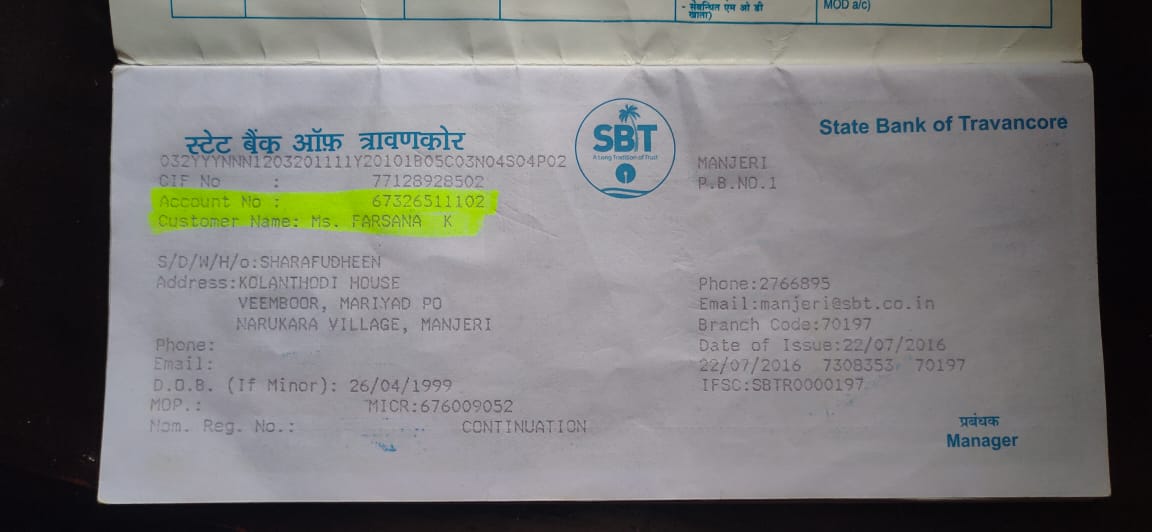 - सेबन्धित एम ओ डी
खाता)
MOD a/c)
स्टेट बैंक ऑफ़ त्रावणकोर
SBT
A Long Tradition of Trust
State Bank of Travancore
032YYYNNN1203201111Y20101B05C03N04S04P02
MANJERI
CIF No : 77128928502
P.B.NO.1
Account No : 67326511102
Customer Name: Ms. FARSANA K
S/D/W/H/o:SHARAFUDHEEN
Address:KOLANTHODI HOUSE
VEEMBOOR, MARIYAD PO
NARUKARA VILLAGE, MANJERI
Phone:
Email:
D.O.B. (If Minor): 26/04/1999
MOP.: MICR:676009052
Nom. Reg. No.: CONTINUATION
Phone:2766895
Email:manjeri@sbt.co.in
Branch Code:70197
Date of Issue:22/07/2016
22/07/2016 7308353 70197
IFSC:SBTR0000197
प्रबंधक
Manager